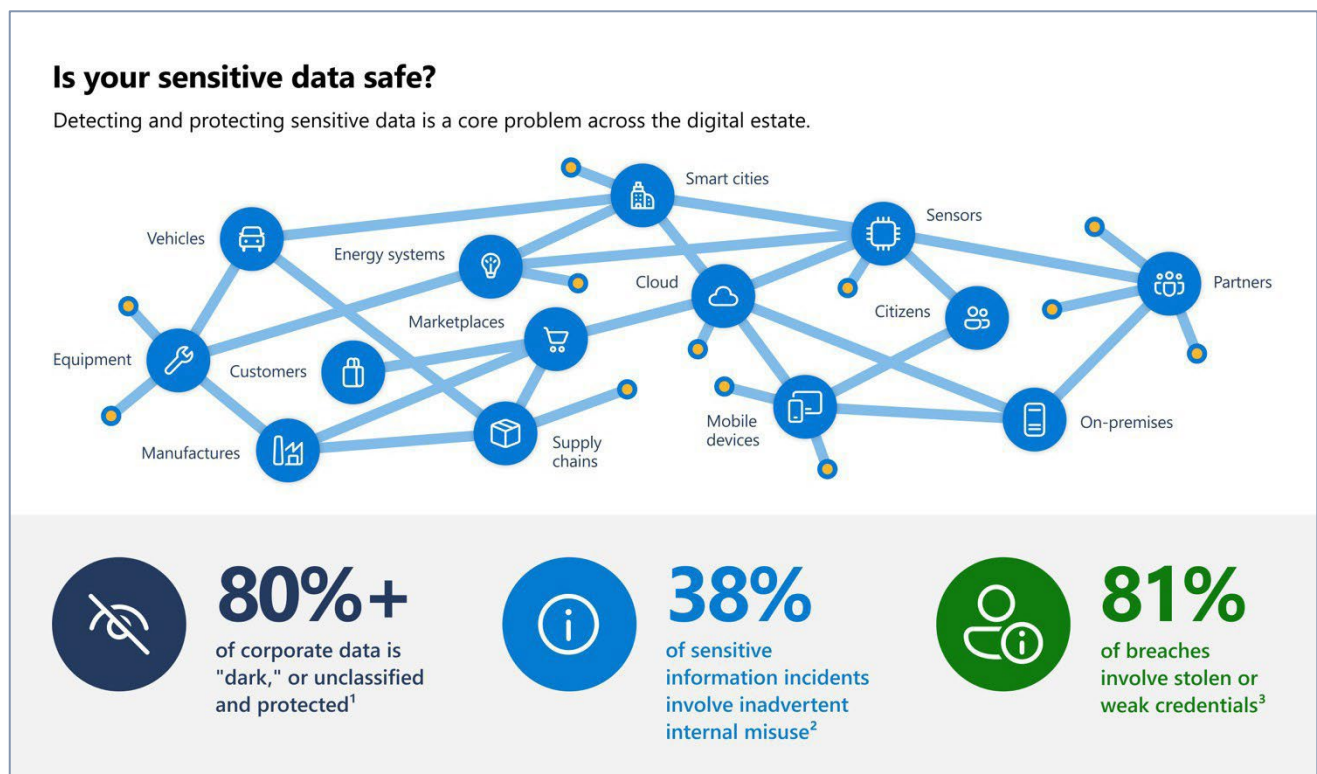 Is your sensitive data safe?
Detecting and protecting sensitive data is a core problem across the digital estate.
Smart cities
Sensors
Vehicles
Energy systems
Cloud
Partners
Citizens
Marketplaces
Equipment
Customers
Mobile
devices
On-premises
Manufactures
Supply
chains
80%+
of corporate data is
"dark," or unclassified
and protected¹
38%
of sensitive
information incidents
involve inadvertent
internal misuse²
81%
of breaches
involve stolen or
weak credentials³